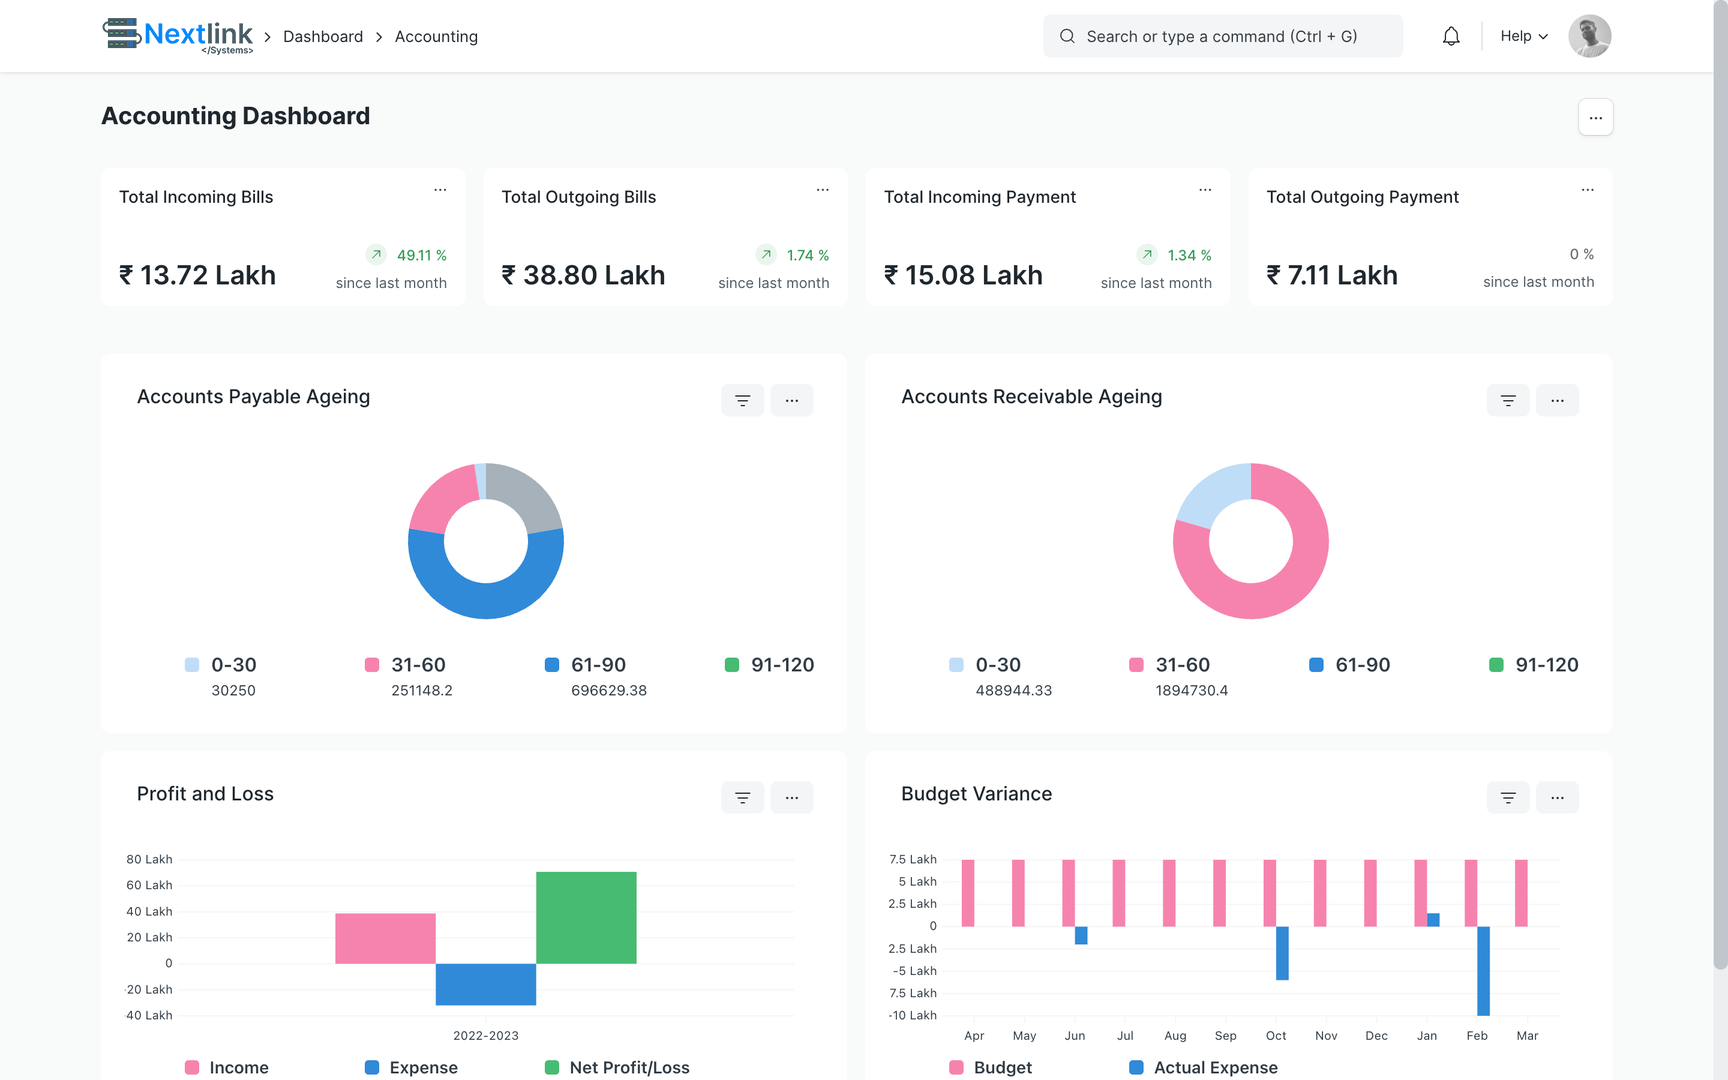 Nextlink
</Systems>
Dashboard
Accounting
Search or type a command (Ctrl + G)
Help
Accounting Dashboard
Total Incoming Bills
₹ 13.72 Lakh
49.11 %
since last month
Total Outgoing Bills
₹ 38.80 Lakh
1.74 %
since last month
Total Incoming Payment
₹ 15.08 Lakh
1.34 %
since last month
Total Outgoing Payment
₹ 7.11 Lakh
0 %
since last month
Accounts Payable Ageing
0-30
30250
31-60
251148.2
61-90
696629.38
91-120
Accounts Receivable Ageing
0-30
488944.33
31-60
1894730.4
61-90
91-120
Profit and Loss
80 Lakh
60 Lakh
40 Lakh
20 Lakh
0
-20 Lakh
40 Lakh
2022-2023
Income
Expense
Net Profit/Loss
Budget Variance
7.5 Lakh
5 Lakh
2.5 Lakh
0
2.5 Lakh
-5 Lakh
7.5 Lakh
-10 Lakh
Apr
May
Jun
Jul
Aug
Sep
Oct
Nov
Dec
Jan
Feb
Mar
Budget
Actual Expense